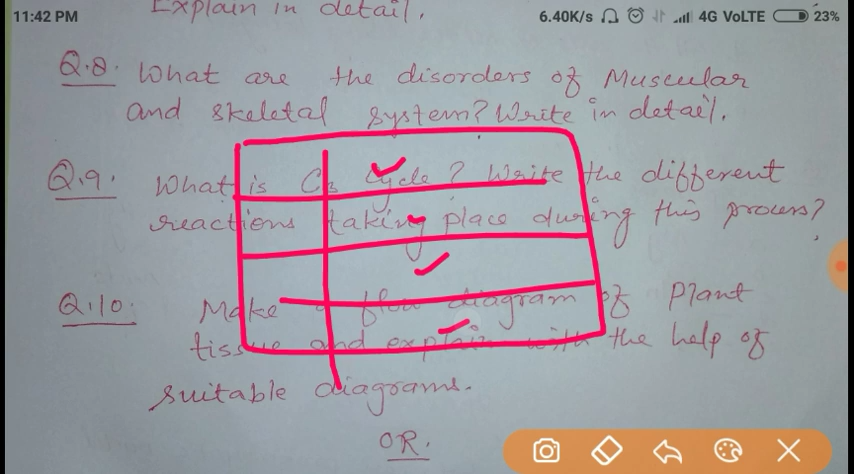 Explain in detail.
11:42 PM 6.40K/s 4G VoLTE 23%
Q.8. What are the disorders of Muscular
and skeletal system? Write in detail.
Q.9. What is C3 Cycle? Write the different
reactions taking place during this process?
Q.10. Make a flow diagram of Plant
tissue and explain with the help of
suitable diagrams.
OR.